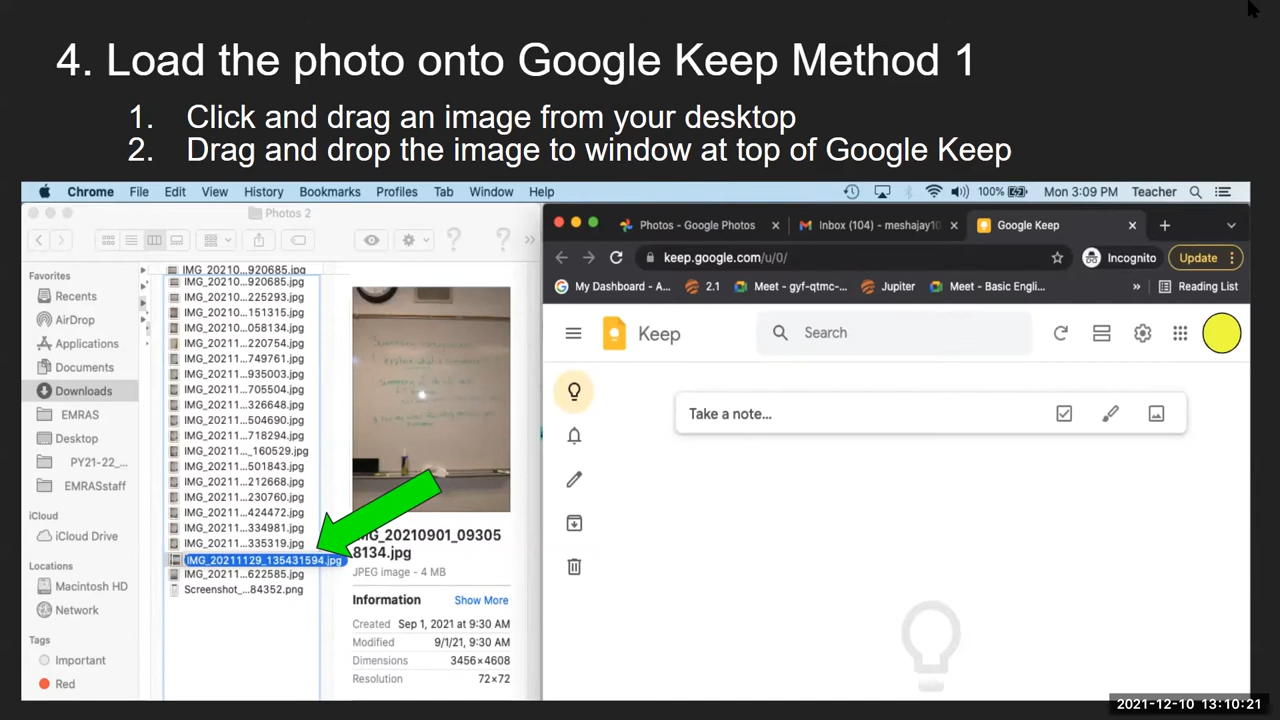 4. Load the photo onto Google Keep Method 1
1. Click and drag an image from your desktop
2. Drag and drop the image to window at top of Google Keep
Chrome File Edit View History Bookmarks Profiles Tab Window Help 100% Mon 3:09 PM Teacher
Photos 2
Favorites
Recents
AirDrop
Applications
Documents
Downloads
EMRAS
Desktop
PY21-22_...
EMRASstaff
iCloud
iCloud Drive
Locations
Macintosh HD
Network
Tags
Important
Red
IMG_20210...920685.jpg
IMG_20210...920685.jpg
IMG_20210...225293.jpg
IMG_20210...151315.jpg
IMG_20210...058134.jpg
IMG_20211...220754.jpg
IMG_20211...749761.jpg
IMG_20211...935003.jpg
IMG_20211...705504.jpg
IMG_20211...326648.jpg
IMG_20211...504690.jpg
IMG_20211...718294.jpg
IMG_20211..._160529.jpg
IMG_20211...501843.jpg
IMG_20211...212668.jpg
IMG_20211...230760.jpg
IMG_20211...424472.jpg
IMG_20211...334981.jpg
IMG_20211...335319.jpg
IMG_20211129_135431594.jpg
IMG_20211...622585.jpg
Screenshot_...84352.png
IMG_20210901_09305
8134.jpg
JPEG image - 4 MB
Information Show More
Created Sep 1, 2021 at 9:30 AM
Modified 9/1/21, 9:30 AM
Dimensions 3456×4608
Resolution 72×72
Photos - Google Photos Inbox (104) - meshajay10 Google Keep
keep.google.com/u/0/ Incognito Update
My Dashboard - A... 2.1 Meet - gyf-qtmc-... Jupiter Meet - Basic Engli... Reading List
Keep Search
Take a note...
2021-12-10 13:10:21